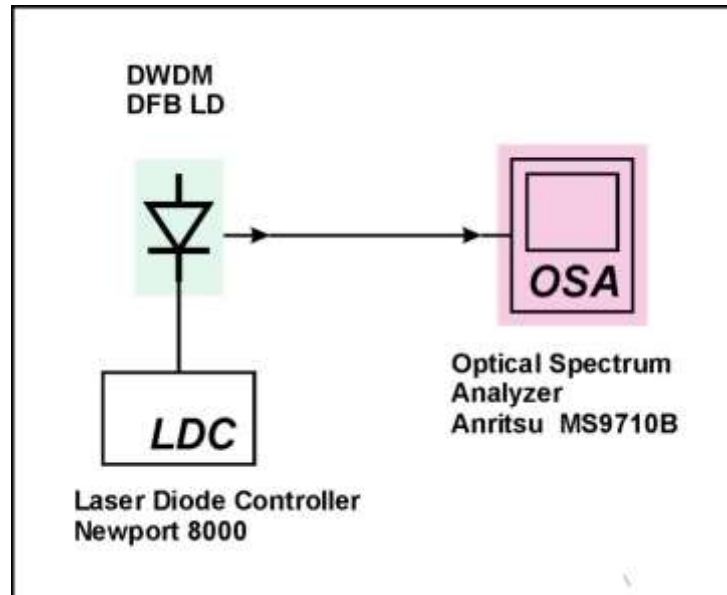 DWDM
DFB LD
OSA
Optical Spectrum
Analyzer
Anritsu MS9710B
LDC
Laser Diode Controller
Newport 8000